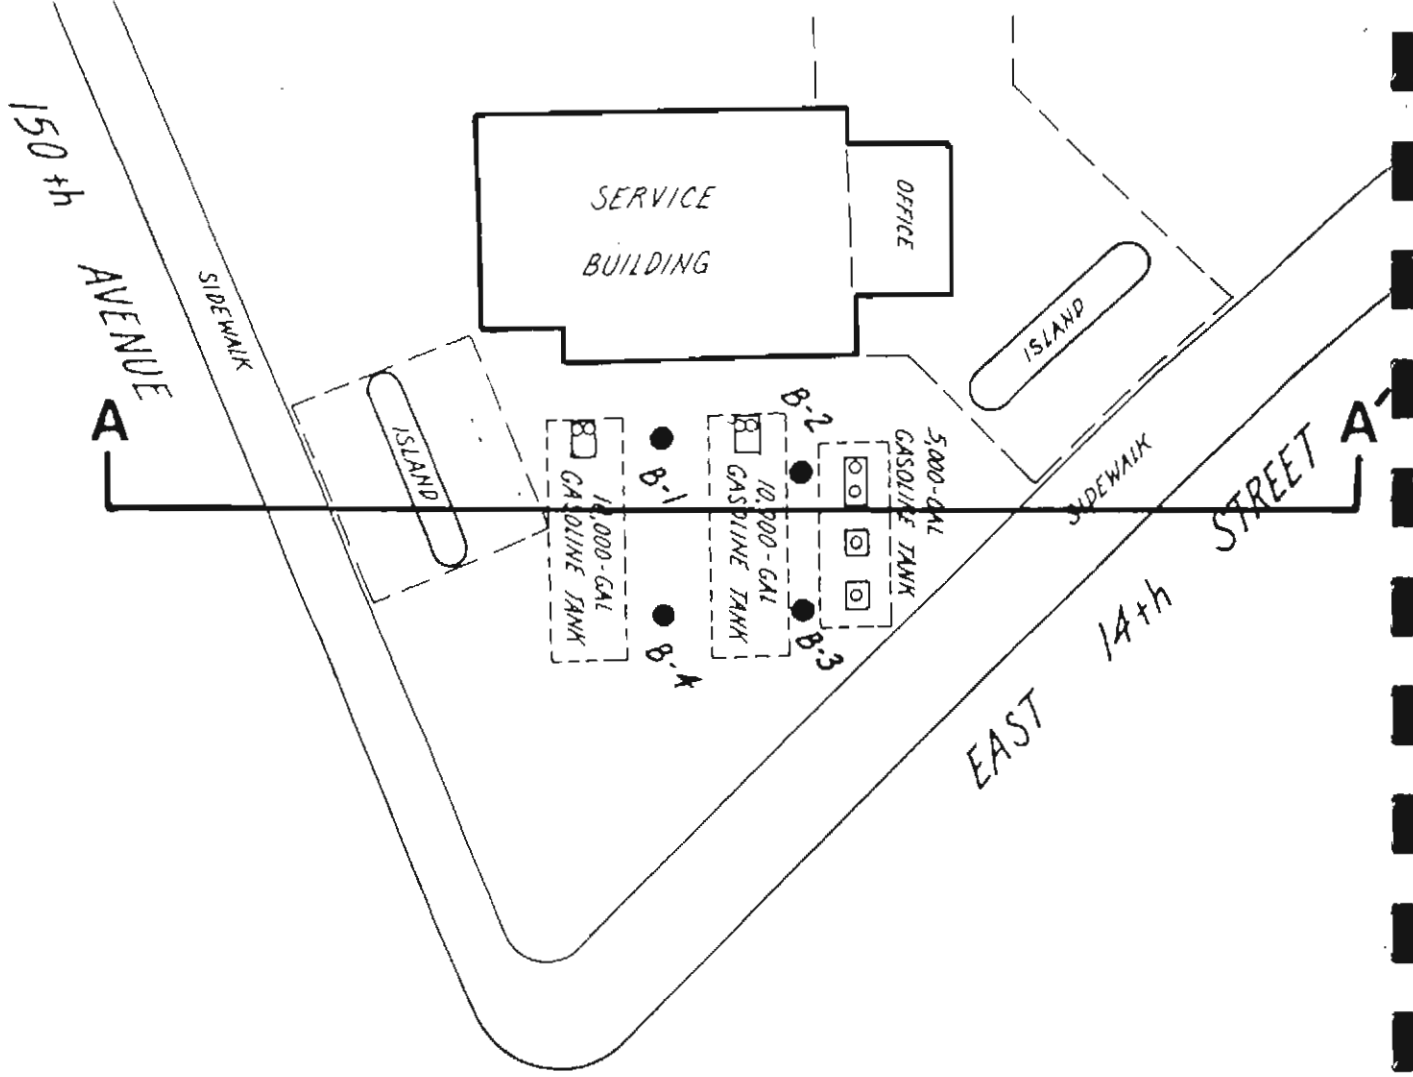 150th AVENUE
SIDEWALK
SERVICE
BUILDING
OFFICE
ISLAND
ISLAND
A
A'
B-1
B-2
B-3
B-4
10,000-GAL
GASOLINE TANK
10,000-GAL
GASOLINE TANK
5,000-GAL
GASOLINE TANK
SIDEWALK
EAST 14th STREET